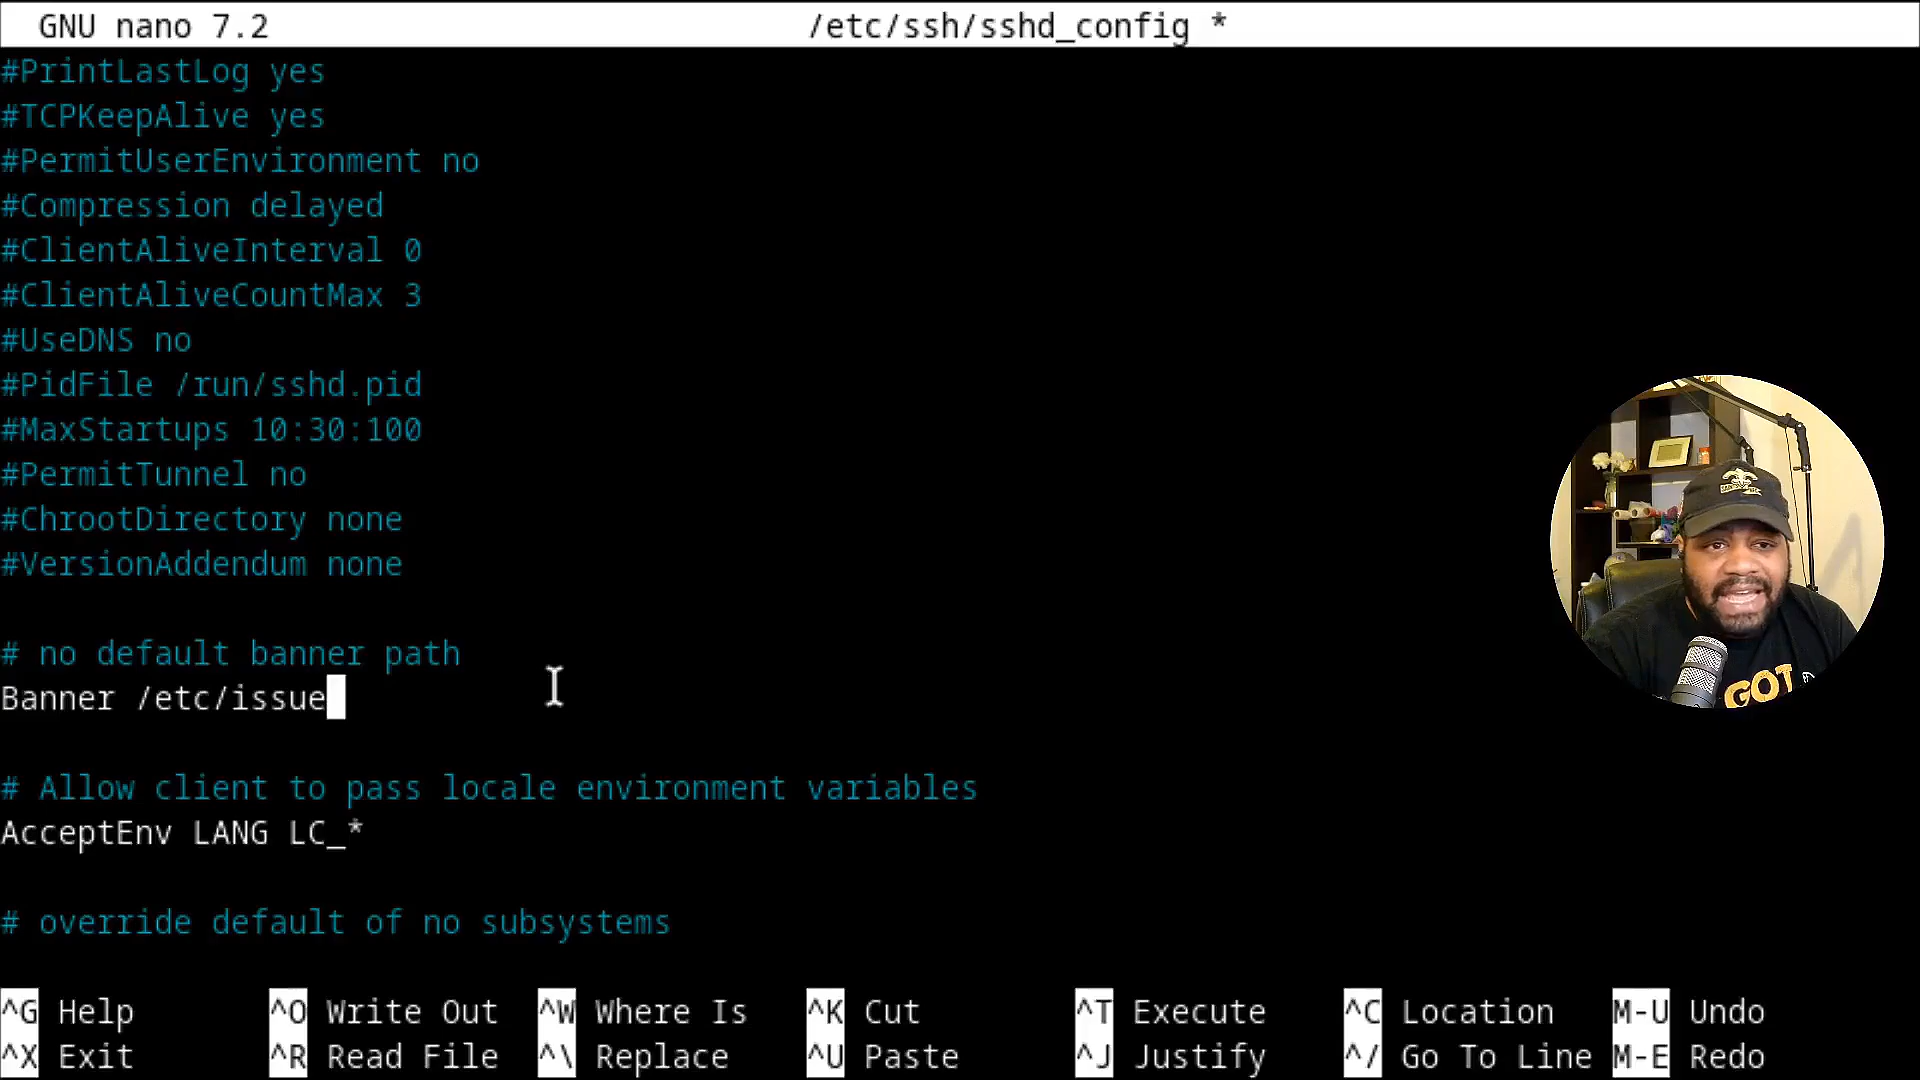 GNU nano 7.2 /etc/ssh/sshd_config *
#PrintLastLog yes
#TCPKeepAlive yes
#PermitUserEnvironment no
#Compression delayed
#ClientAliveInterval 0
#ClientAliveCountMax 3
#UseDNS no
#PidFile /run/sshd.pid
#MaxStartups 10:30:100
#PermitTunnel no
#ChrootDirectory none
#VersionAddendum none
# no default banner path
Banner /etc/issue
# Allow client to pass locale environment variables
AcceptEnv LANG LC_*
# override default of no subsystems
^G Help ^O Write Out ^W Where Is ^K Cut ^T Execute ^C Location M-U Undo
^X Exit ^R Read File ^\ Replace ^U Paste ^J Justify ^/ Go To Line M-E Redo
GOT